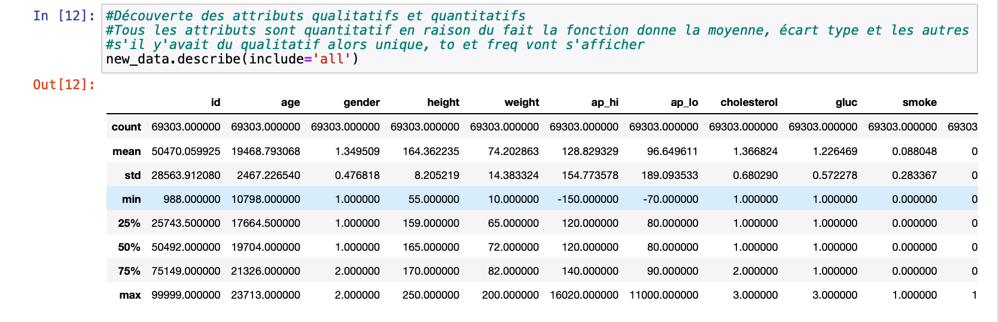 In [12]: #Découverte des attributs qualitatifs et quantitatifs
#Tous les attributs sont quantitatif en raison du fait la fonction donne la moyenne, écart type et les autres
#s'il y'avait du qualitatif alors unique, to et freq vont s'afficher
new_data.describe(include='all')
Out[12]:
id age gender height weight ap_hi ap_lo cholesterol gluc smoke
count 69303.000000 69303.000000 69303.000000 69303.000000 69303.000000 69303.000000 69303.000000 69303.000000 69303.000000 69303.000000 69303
mean 50470.059925 19468.793068 1.349509 164.362235 74.202863 128.829329 96.649611 1.366824 1.226469 0.088048 0
std 28563.912080 2467.226540 0.476818 8.205219 14.383324 154.773578 189.093533 0.680290 0.572278 0.283367 0
min 988.000000 10798.000000 1.000000 55.000000 10.000000 -150.000000 -70.000000 1.000000 1.000000 0.000000 0
25% 25743.500000 17664.500000 1.000000 159.000000 65.000000 120.000000 80.000000 1.000000 1.000000 0.000000 0
50% 50492.000000 19704.000000 1.000000 165.000000 72.000000 120.000000 80.000000 1.000000 1.000000 0.000000 0
75% 75149.000000 21326.000000 2.000000 170.000000 82.000000 140.000000 90.000000 2.000000 1.000000 0.000000 0
max 99999.000000 23713.000000 2.000000 250.000000 200.000000 16020.000000 11000.000000 3.000000 3.000000 1.000000 1